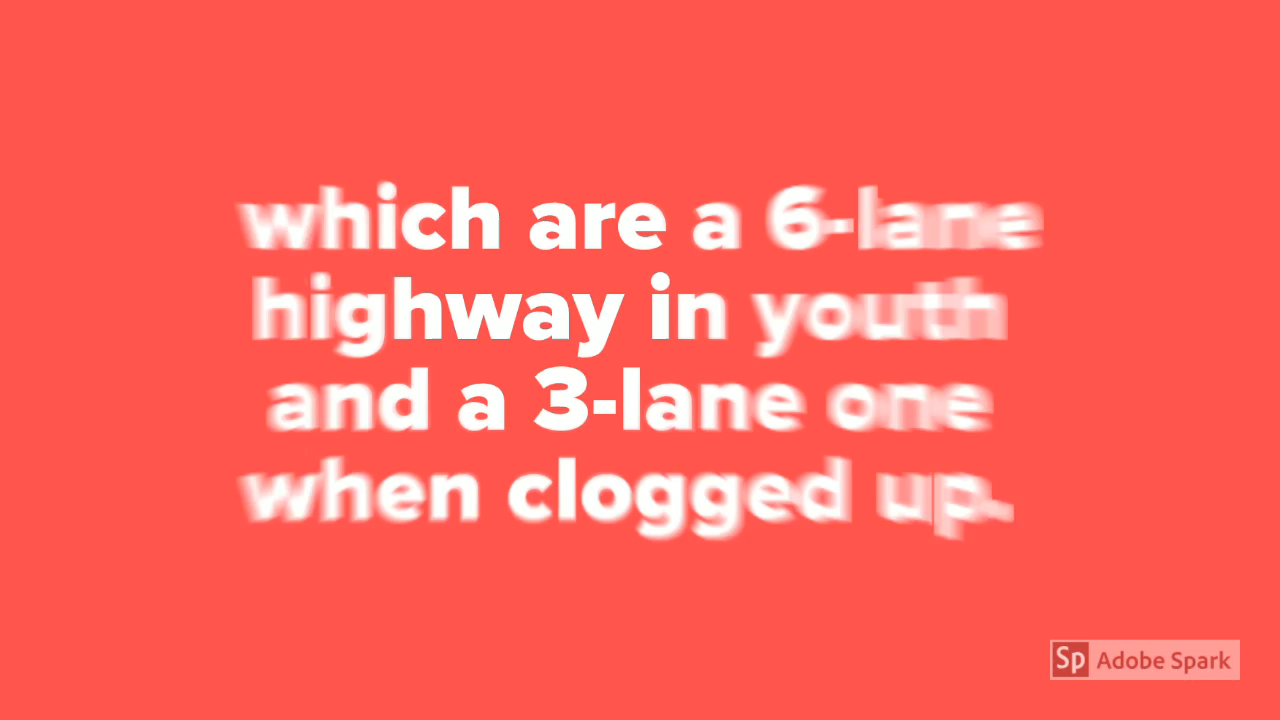 which are a 6-lane
highway in youth
and a 3-lane one
when clogged up.
Sp Adobe Spark